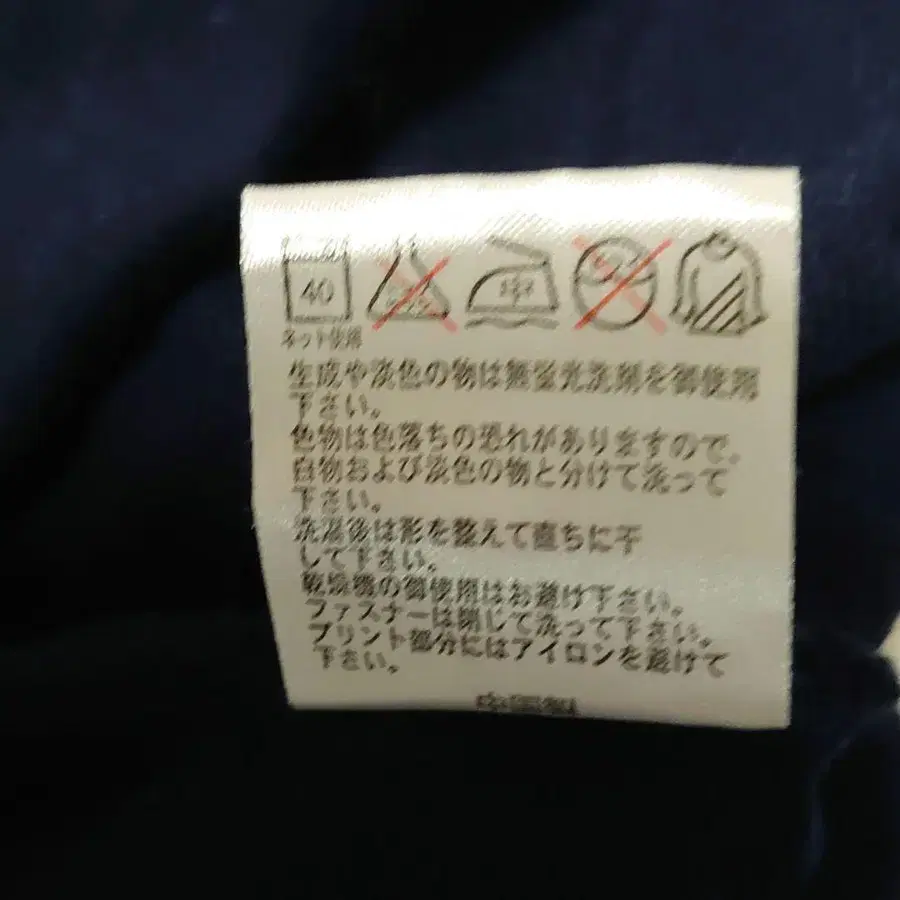 40
ネット使用
中
生成や淡色の物は無蛍光洗剤を御使用
下さい。
色物は色落ちの恐れがありますので、
白物および淡色の物と分けて洗って
下さい。
洗濯後は形を整えて直ちに干
して下さい。
乾燥機の御使用はお避け下さい。
ファスナーは閉じて洗って下さい。
プリント部分にはアイロンを避けて
下さい。
中国製